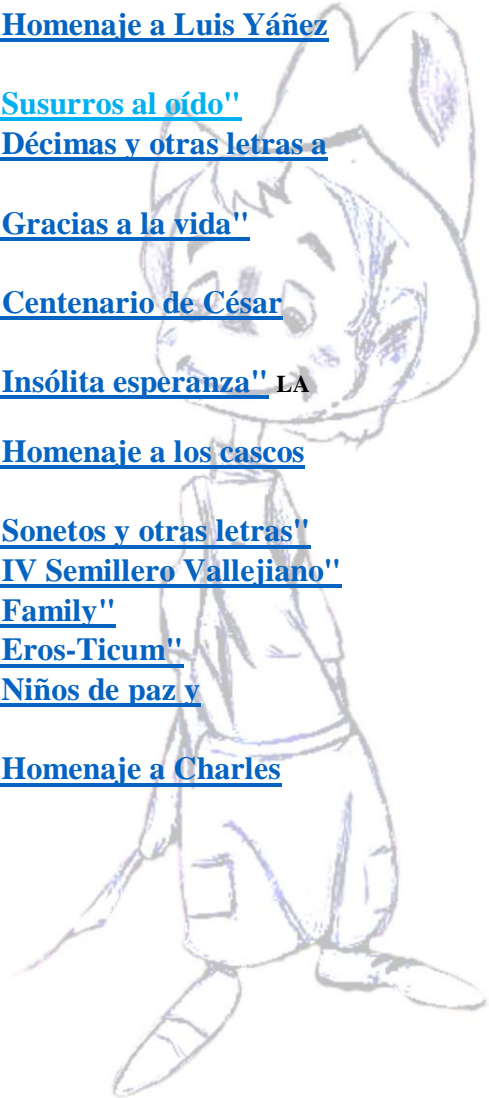 Homenaje a Luis Yáñez
Susurros al oído"
Décimas y otras letras a
Gracias a la vida"
Centenario de César
Insólita esperanza" LA
Homenaje a los cascos
Sonetos y otras letras"
IV Semillero Vallejiano"
Family"
Eros-Ticum"
Niños de paz y
Homenaje a Charles